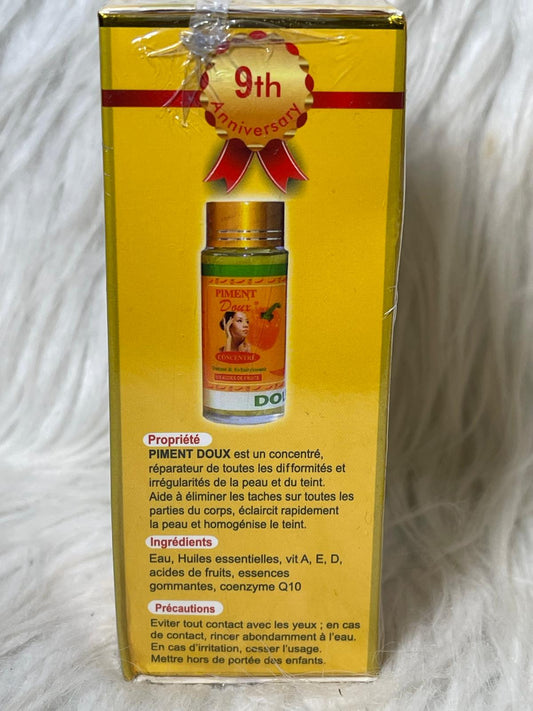 9th
Anniversary
PIMENT
Doux
CONCENTRÉ
AUX ACIDES DE FRUITS
DOU
Propriété
PIMENT DOUX est un concentré,
réparateur de toutes les difformités et
irrégularités de la peau et du teint.
Aide à éliminer les taches sur toutes les
parties du corps, éclaircit rapidement
la peau et homogénise le teint.
Ingrédients
Eau, Huiles essentielles, vit A, E, D,
acides de fruits, essences
gommantes, coenzyme Q10
Précautions
Eviter tout contact avec les yeux ; en cas
de contact, rincer abondamment à l'eau.
En cas d'irritation, cesser l'usage.
Mettre hors de portée des enfants.